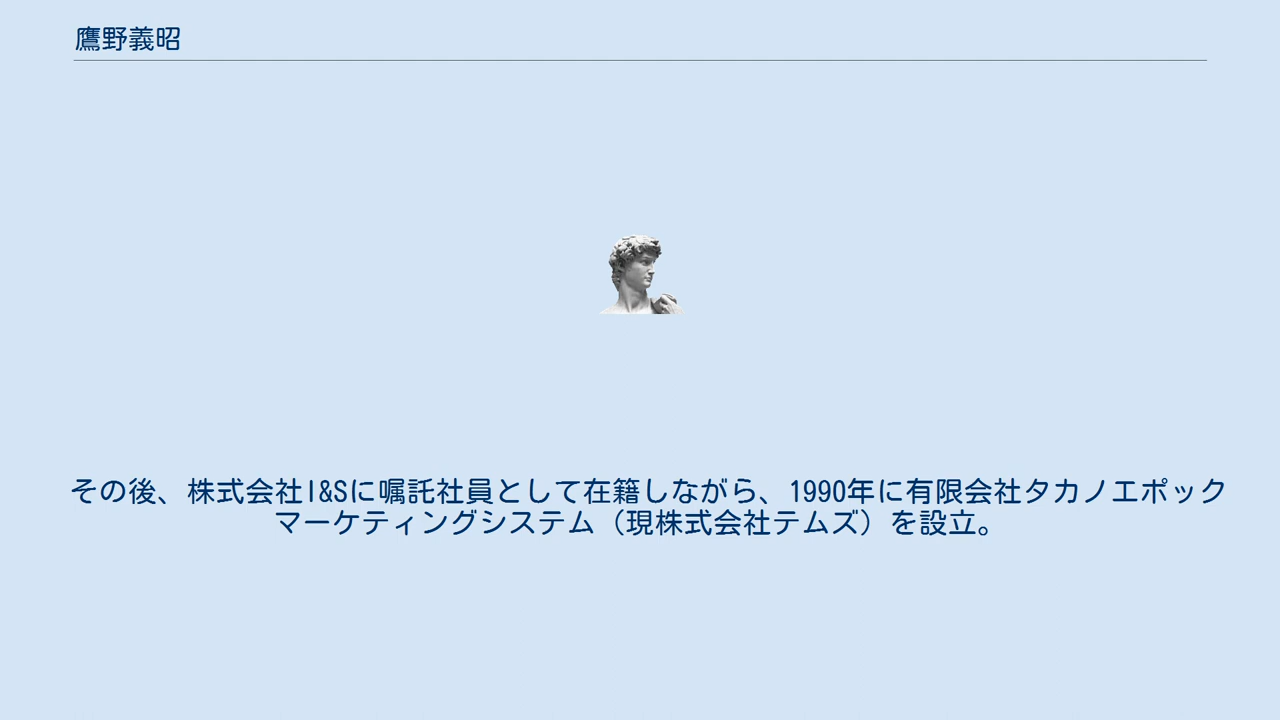 鷹野義昭
その後、株式会社I&Sに嘱託社員として在籍しながら、1990年に有限会社タカノエポック
マーケティングシステム（現株式会社テムズ）を設立。